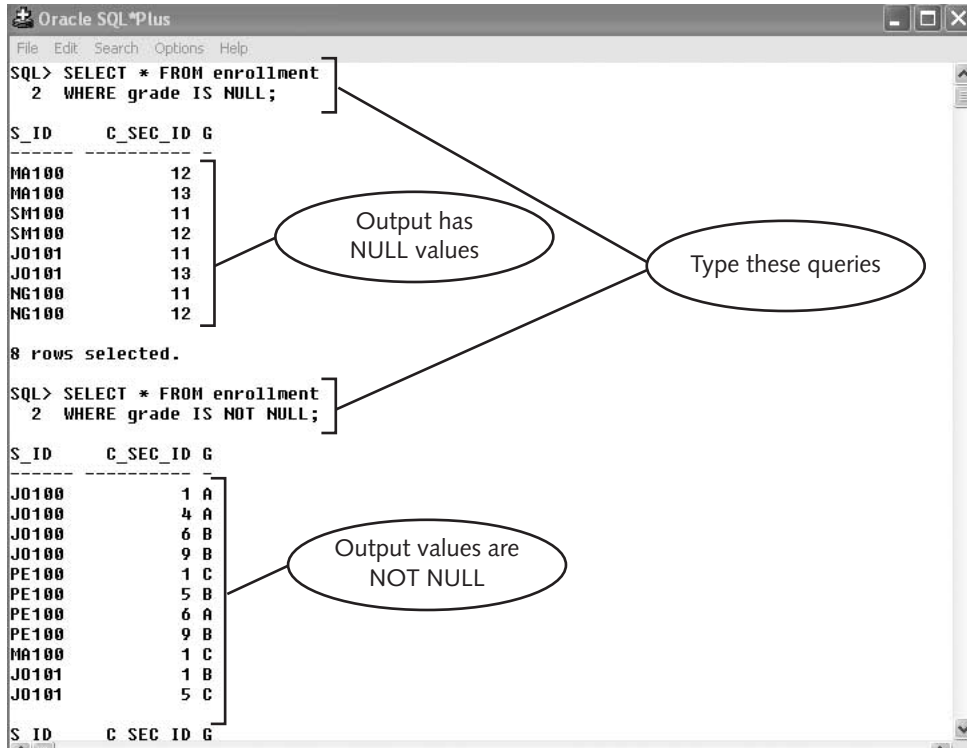 Oracle SQL*Plus
File Edit Search Options Help
SQL> SELECT * FROM enrollment
2 WHERE grade IS NULL;
S_ID C_SEC_ID G
------ ---------- -
MA100 12
MA100 13
SM100 11
SM100 12
JO101 11
JO101 13
NG100 11
NG100 12
Output has
NULL values
Type these queries
8 rows selected.
SQL> SELECT * FROM enrollment
2 WHERE grade IS NOT NULL;
S_ID C_SEC_ID G
------ ---------- -
JO100 1 A
JO100 4 A
JO100 6 B
JO100 9 B
PE100 1 C
PE100 5 B
PE100 6 A
PE100 9 B
MA100 1 C
JO101 1 B
JO101 5 C
Output values are
NOT NULL
S_ID C_SEC_ID G